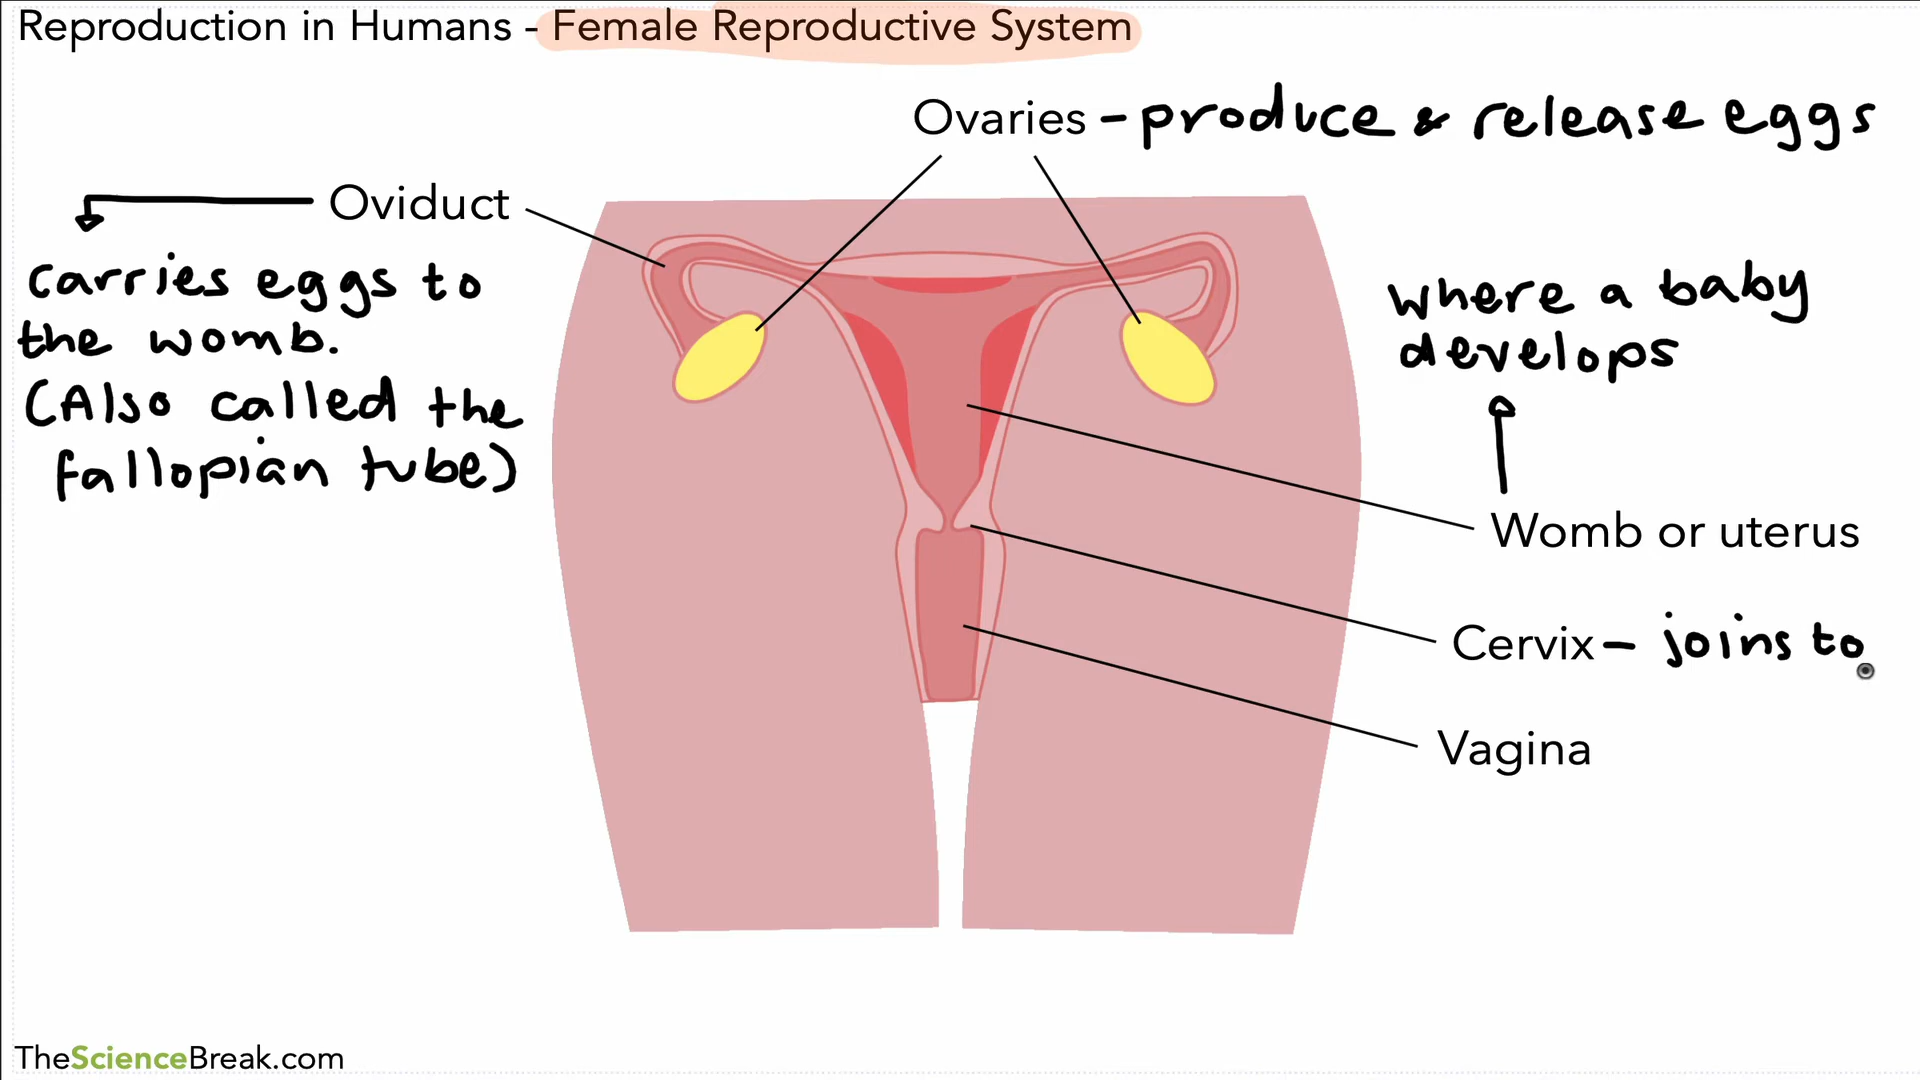 Reproduction in Humans - Female Reproductive System
Ovaries - produce & release eggs
Oviduct
carries eggs to
the womb.
(Also called the
fallopian tube)
where a baby
develops
Womb or uterus
Cervix - joins to
Vagina
TheScienceBreak.com